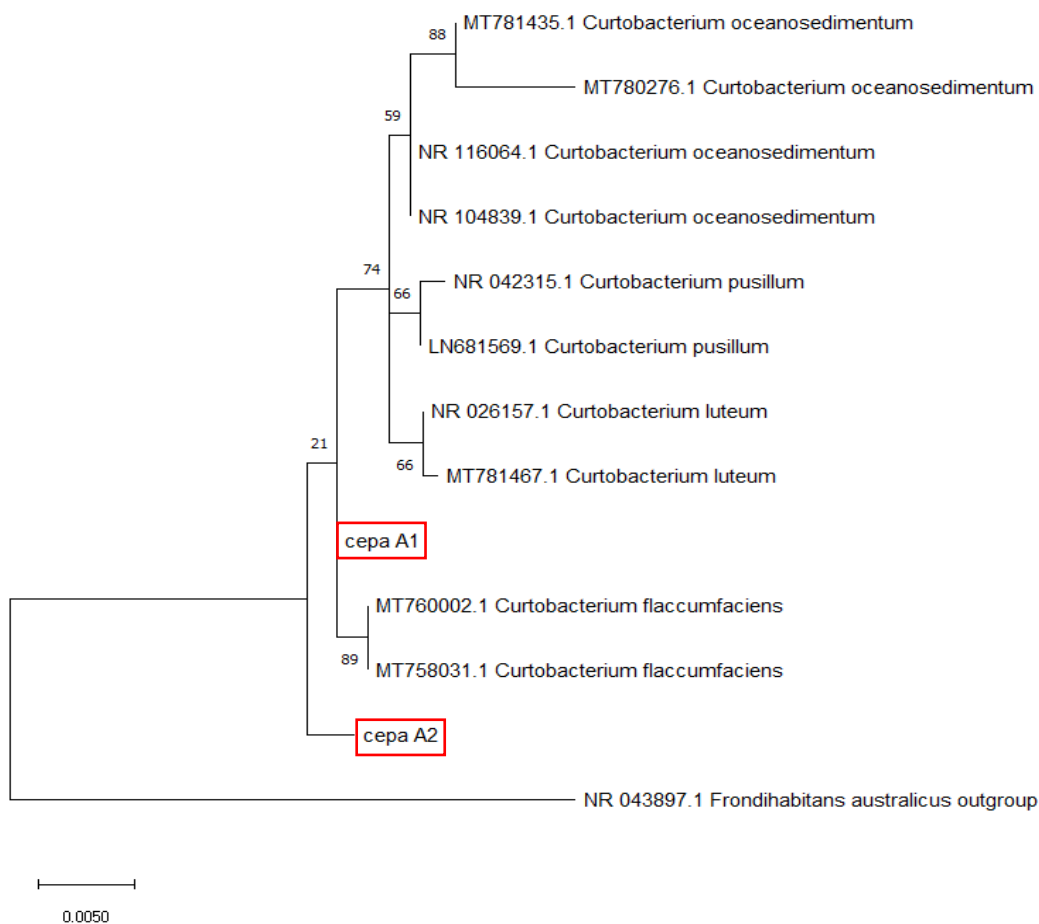 MT781435.1 Curtobacterium oceanosedimentum
88
MT780276.1 Curtobacterium oceanosedimentum
59
NR 116064.1 Curtobacterium oceanosedimentum
NR 104839.1 Curtobacterium oceanosedimentum
74
66
NR 042315.1 Curtobacterium pusillum
LN681569.1 Curtobacterium pusillum
NR 026157.1 Curtobacterium luteum
21
66
MT781467.1 Curtobacterium luteum
cepa A1
MT760002.1 Curtobacterium flaccumfaciens
89
MT758031.1 Curtobacterium flaccumfaciens
cepa A2
NR 043897.1 Frondihabitans australicus outgroup
0.0050